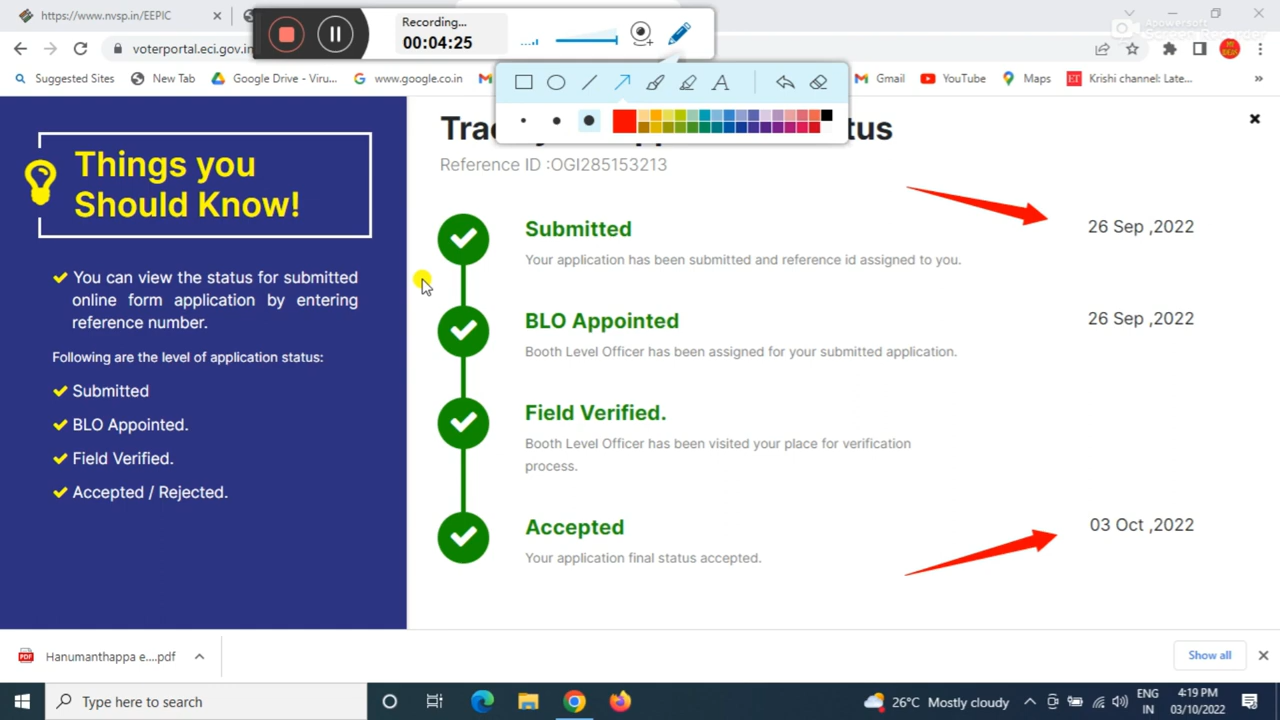 https://www.nvsp.in/EEPIC
Recording...
00:04:25
voterportal.eci.gov.in
Apowersoft
Screen Recorder
Suggested Sites
New Tab
Google Drive - Viru...
www.google.co.in
Gmail
YouTube
Maps
Krishi channel: Late...
Things you
Should Know!
You can view the status for submitted
online form application by entering
reference number.
Following are the level of application status:
Submitted
BLO Appointed.
Field Verified.
Accepted / Rejected.
Reference ID :OGI285153213
Submitted
26 Sep ,2022
Your application has been submitted and reference id assigned to you.
BLO Appointed
26 Sep ,2022
Booth Level Officer has been assigned for your submitted application.
Field Verified.
Booth Level Officer has been visited your place for verification
process.
Accepted
03 Oct ,2022
Your application final status accepted.
Hanumanthappa e....pdf
Show all
Type here to search
26°C Mostly cloudy
ENG
IN
4:19 PM
03/10/2022